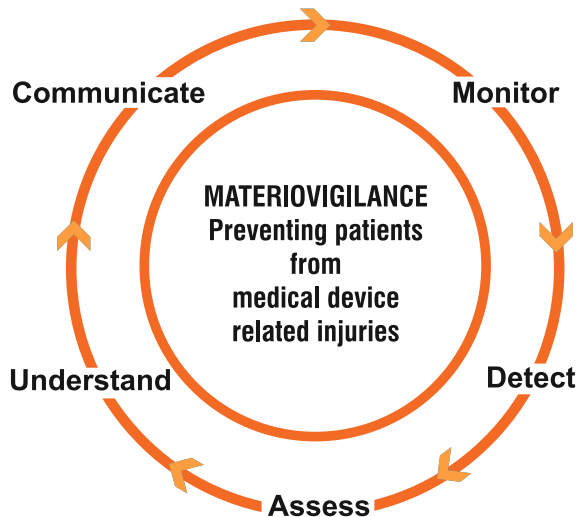 Communicate
Monitor
MATERIOVIGILANCE
Preventing patients
from
medical device
related injuries
Understand
Detect
Assess